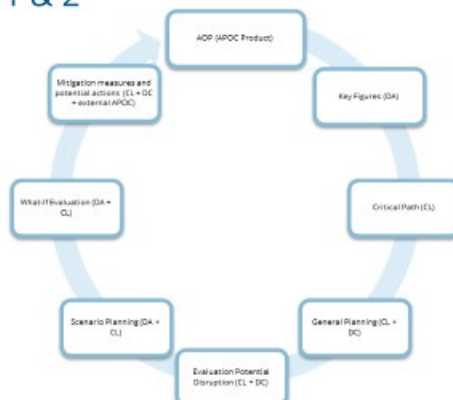 AOP (APOC Product)
Key Figures (DA)
Critical Path (CL)
General Planning (CL +
DC)
Evaluation Potential
Disruption (CL + DC)
Scenario Planning (DA +
CL)
What-If Evaluation (DA +
CL)
Mitigation measures and
potential actions (CL + DC
+ external APOC)